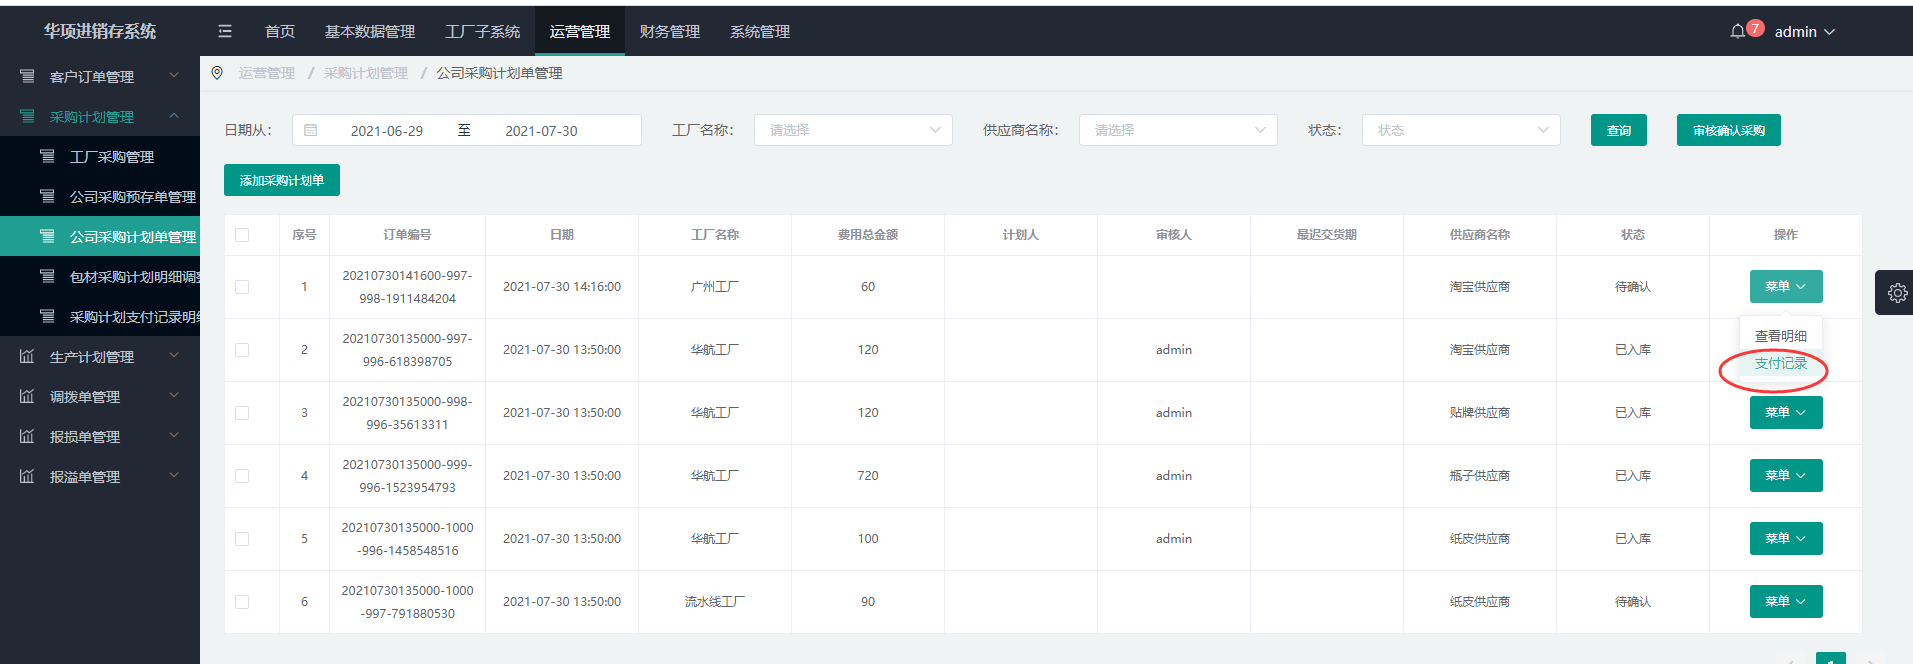 华项进销存系统
首页 基本数据管理 工厂子系统 运营管理 财务管理 系统管理
7 admin
客户订单管理
采购计划管理
工厂采购管理
公司采购预存单管理
公司采购计划单管理
包材采购计划明细调
采购计划支付记录明
生产计划管理
调拨单管理
报损单管理
报溢单管理
运营管理 / 采购计划管理 / 公司采购计划单管理
日期从： 2021-06-29 至 2021-07-30 工厂名称： 请选择 供应商名称： 请选择 状态： 状态 查询 审核确认采购
添加采购计划单
序号 订单编号 日期 工厂名称 费用总金额 计划人 审核人 最迟交货期 供应商名称 状态 操作
1 20210730141600-997-
998-1911484204 2021-07-30 14:16:00 广州工厂 60 淘宝供应商 待确认 菜单
查看明细
支付记录
2 20210730135000-997-
996-618398705 2021-07-30 13:50:00 华航工厂 120 admin 淘宝供应商 已入库
3 20210730135000-998-
996-35613311 2021-07-30 13:50:00 华航工厂 120 admin 贴牌供应商 已入库 菜单
4 20210730135000-999-
996-1523954793 2021-07-30 13:50:00 华航工厂 720 admin 瓶子供应商 已入库 菜单
5 20210730135000-1000
-996-1458548516 2021-07-30 13:50:00 华航工厂 100 admin 纸皮供应商 已入库 菜单
6 20210730135000-1000
-997-791880530 2021-07-30 13:50:00 流水线工厂 90 纸皮供应商 待确认 菜单